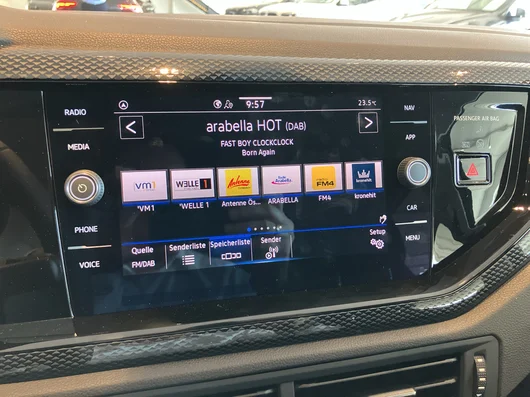 RADIO
MEDIA
PHONE
VOICE
9:57
23.5°C
arabella HOT (DAB)
FAST BOY CLOCKCLOCK
Born Again
<
>
vm1
WELLE 1
Antenne
Arabella
FM4
kronehit
°VM1
°WELLE 1
Antenne Ös...
ARABELLA
FM4
kronehit
Quelle
FM/DAB
Senderliste
Speicherliste
Sender
Setup
NAV
APP
CAR
MENU
PASSENGER AIR BAG